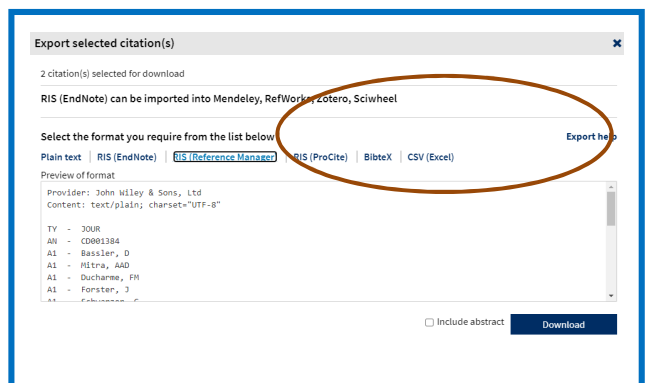 Export selected citation(s) ✖
2 citation(s) selected for download
RIS (EndNote) can be imported into Mendeley, RefWorks, Zotero, Sciwheel
Select the format you require from the list below Export help
Plain text | RIS (EndNote) | RIS (Reference Manager) | RIS (ProCite) | BibteX | CSV (Excel)
Preview of format
Provider: John Wiley & Sons, Ltd
Content: text/plain; charset="UTF-8"
TY - JOUR
AN - CD001384
A1 - Bassler, D
A1 - Mitra, AAD
A1 - Ducharme, FM
A1 - Forster, J
Include abstract Download